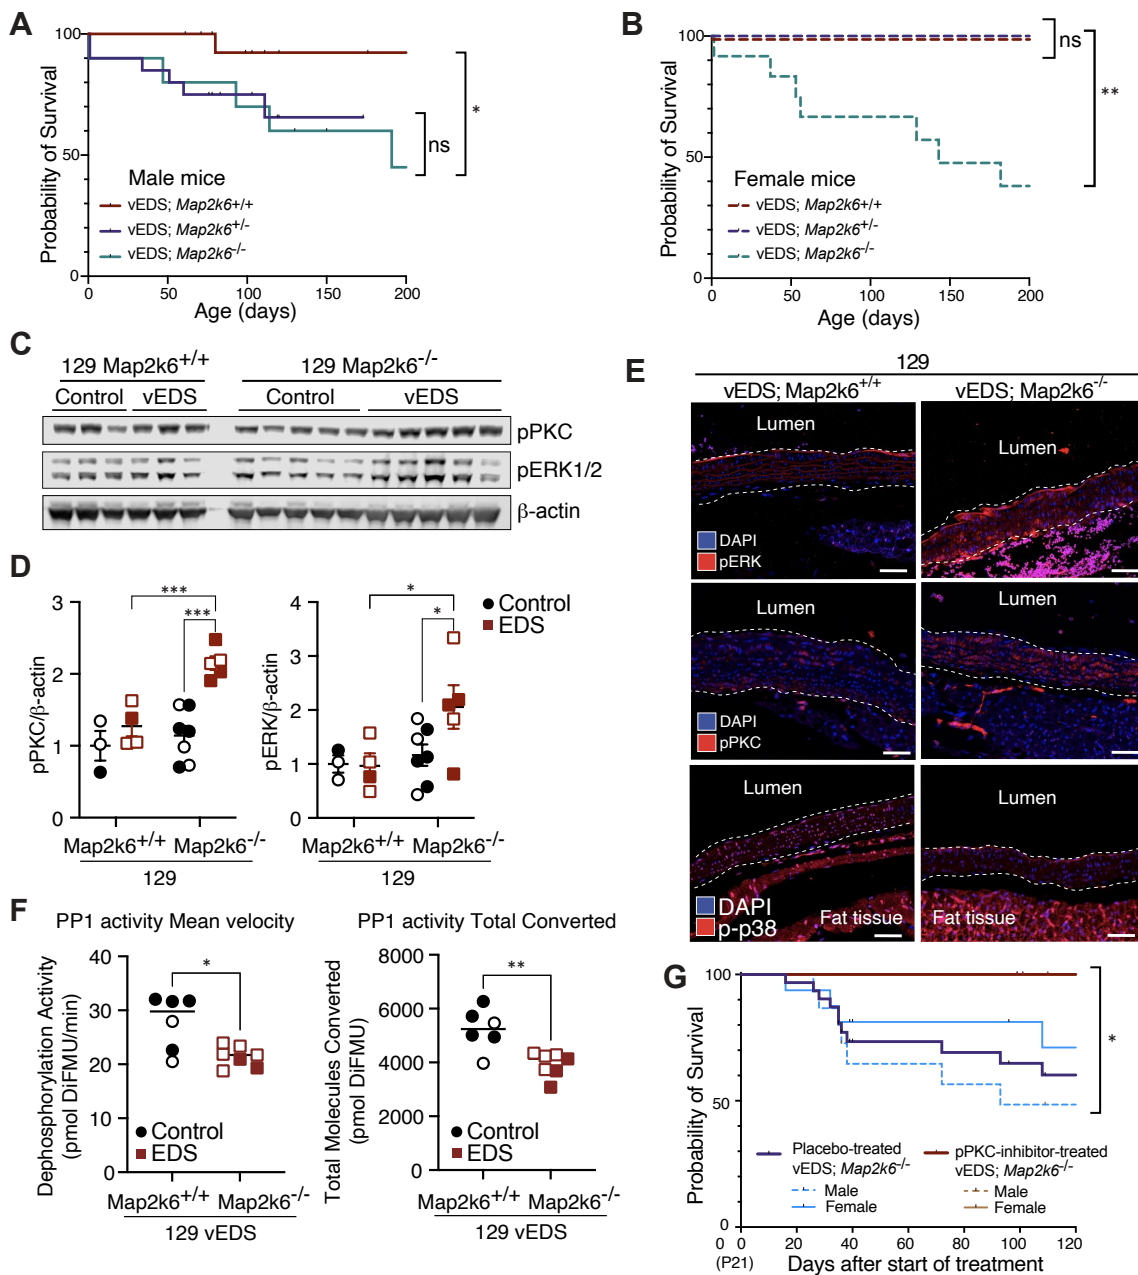 A
100
50
0
Probability of Survival
Male mice
vEDS; Map2k6+/+
vEDS; Map2k6+/-
vEDS; Map2k6-/-
ns
*
0 50 100 150 200
Age (days)
B
100
50
0
Probability of Survival
Female mice
vEDS; Map2k6+/+
vEDS; Map2k6+/-
vEDS; Map2k6-/-
ns
**
0 50 100 150 200
Age (days)
C
129 Map2k6+/+ 129 Map2k6-/-
Control vEDS Control vEDS
pPKC
pERK1/2
β-actin
D
3
2
1
0
pPKC/β-actin
***
***
Map2k6+/+ Map2k6-/-
129
4
3
2
1
0
pERK/β-actin
*
*
Control
EDS
Map2k6+/+ Map2k6-/-
129
E
129
vEDS; Map2k6+/+ vEDS; Map2k6-/-
Lumen
DAPI
pERK
Lumen
Lumen
DAPI
pPKC
Lumen
Lumen
DAPI
p-p38
Fat tissue
Lumen
Fat tissue
F
PP1 activity Mean velocity
40
30
20
10
0
Dephosphorylation Activity
(pmol DiFMU/min)
*
Control
EDS
Map2k6+/+ Map2k6-/-
129 vEDS
PP1 activity Total Converted
8000
6000
4000
2000
0
Total Molecules Converted
(pmol DiFMU)
**
Control
EDS
Map2k6+/+ Map2k6-/-
129 vEDS
G
100
50
0
Probability of Survival
*
Placebo-treated
vEDS; Map2k6-/-
Male
Female
pPKC-inhibitor-treated
vEDS; Map2k6-/-
Male
Female
0 0 20 40 60 80 100 120
(P21) Days after start of treatment